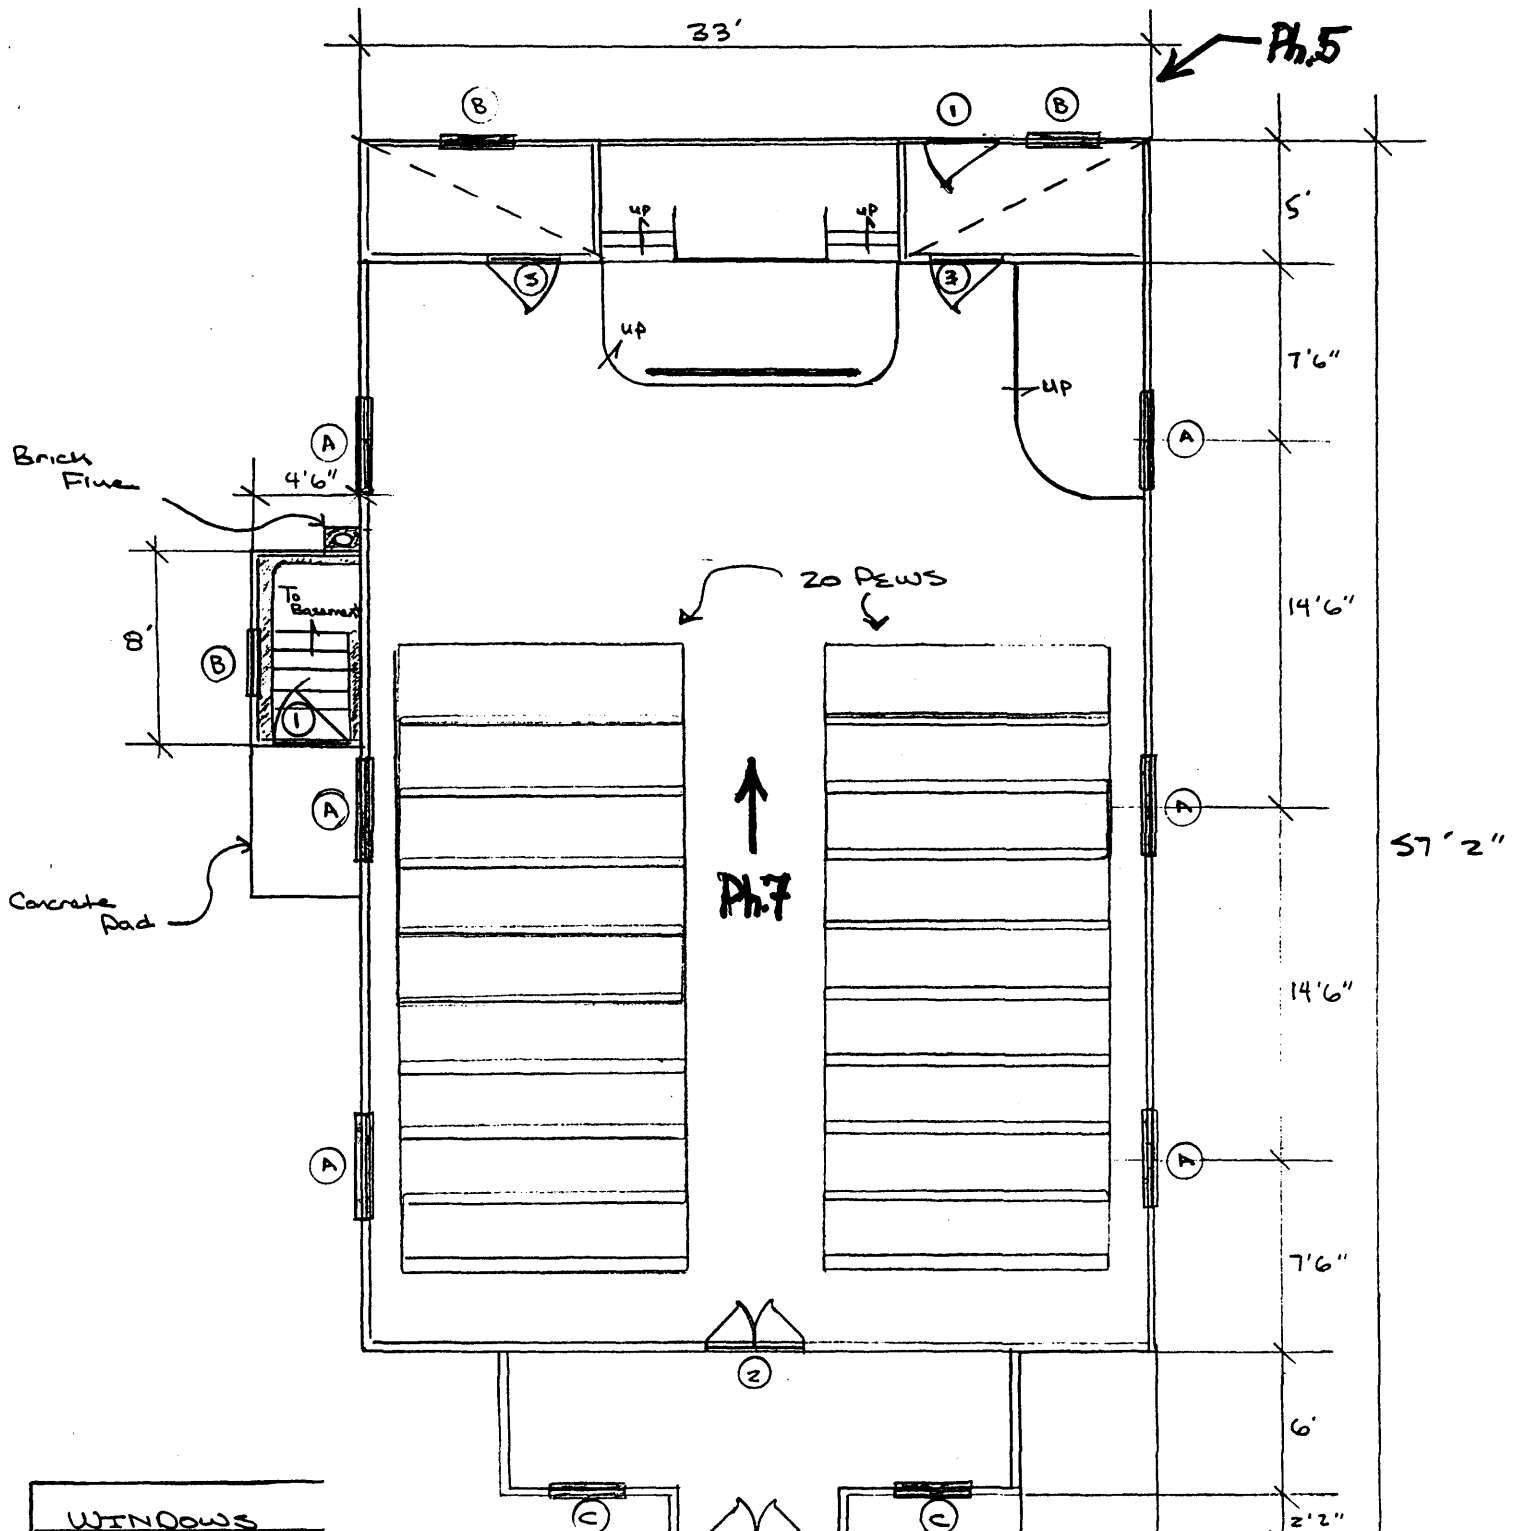 33'
Ph.5
B
1
B
5'
up
up
3
3
up
7'6"
up
A
A
Brick
Flue
4'6"
To
Basement
20 Pews
14'6"
8'
B
1
A
A
57'2"
Concrete
Pad
Ph.7
14'6"
A
A
7'6"
2
6'
C
C
2'2"
WINDOWS